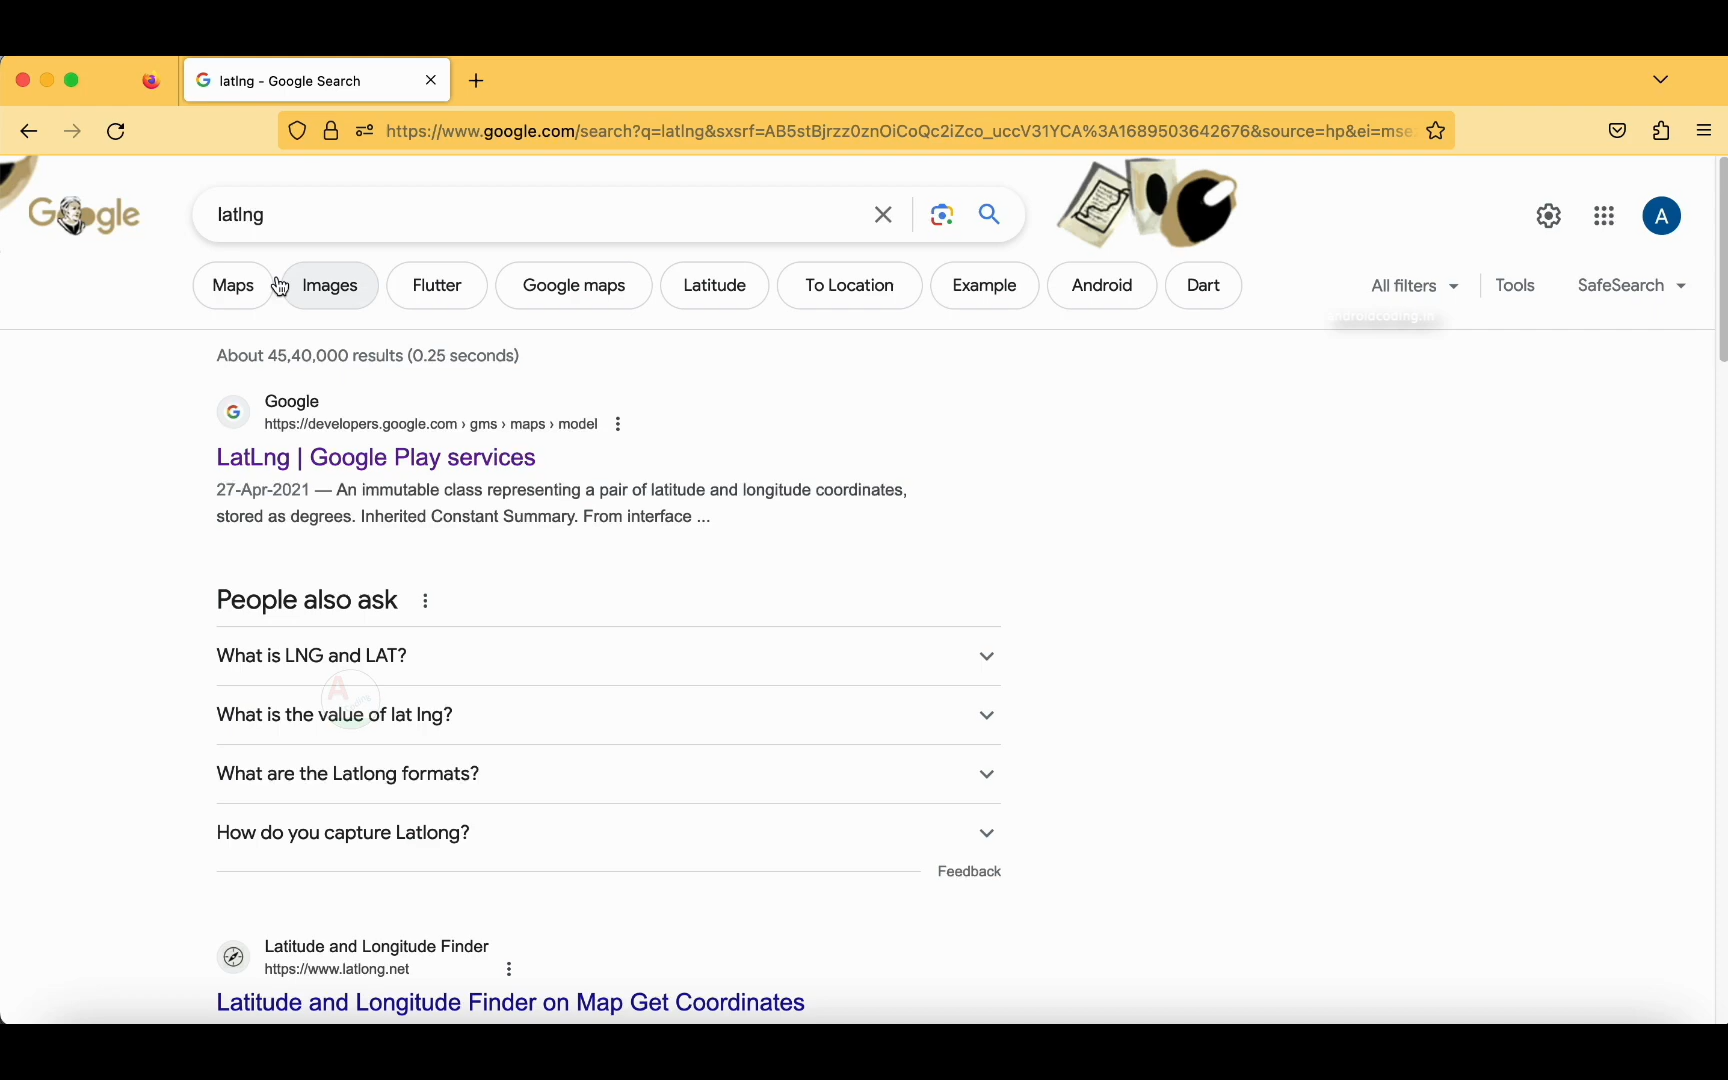 latlng - Google Search
https://www.google.com/search?q=latlng&sxsrf=AB5stBjrzz0znOiCoQc2iZco_uccV31YCA%3A1689503642676&source=hp&ei=mse
Google
latlng
Maps Images Flutter Google maps Latitude To Location Example Android Dart All filters Tools SafeSearch
A
androidcoding.in
About 45,40,000 results (0.25 seconds)
Google
https://developers.google.com › gms › maps › model
LatLng | Google Play services
27-Apr-2021 — An immutable class representing a pair of latitude and longitude coordinates,
stored as degrees. Inherited Constant Summary. From interface ...
People also ask
What is LNG and LAT?
A
What is the value of lat lng?
What are the Latlong formats?
How do you capture Latlong?
Feedback
Latitude and Longitude Finder
https://www.latlong.net
Latitude and Longitude Finder on Map Get Coordinates